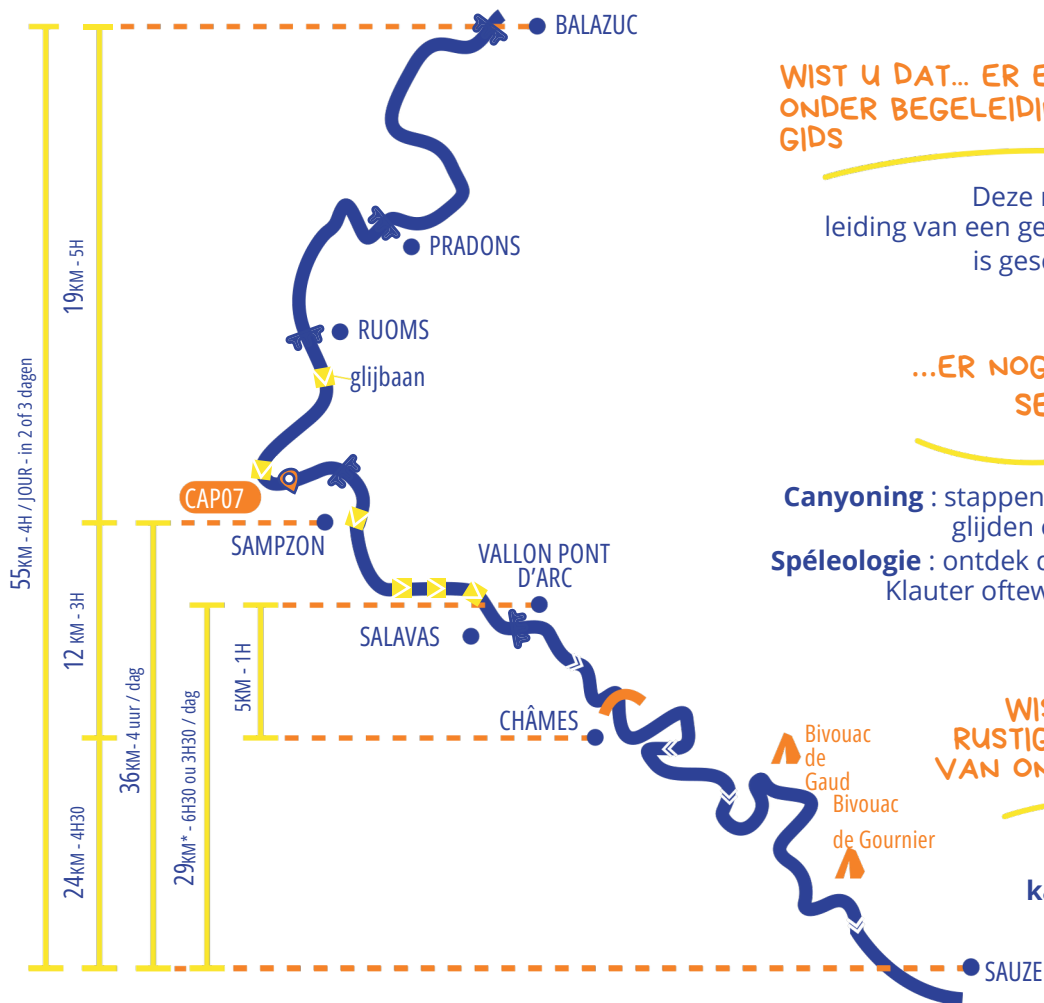 BALAZUC
WIST U DAT... ER E
ONDER BEGELEIDI
GIDS
Deze
leiding van een ge
is geso
PRADONS
19KM - 5H
RUOMS
glijbaan
55KM - 4H / JOUR - in 2 of 3 dagen
...ER NOG
SE
CAP07
Canyoning : stappen
glijden
SAMPZON
VALLON PONT
D'ARC
Spéleologie : ontdek
Klauter oftew
12 KM - 3H
SALAVAS
5KM - 1H
36KM- 4 uur / dag
29KM* - 6H30 ou 3H30 / dag
CHÂMES
WIS
RUSTIG
VAN ON
Bivouac
de
Gaud
Bivouac
de Gournier
24KM - 4H30
ka
SAUZE